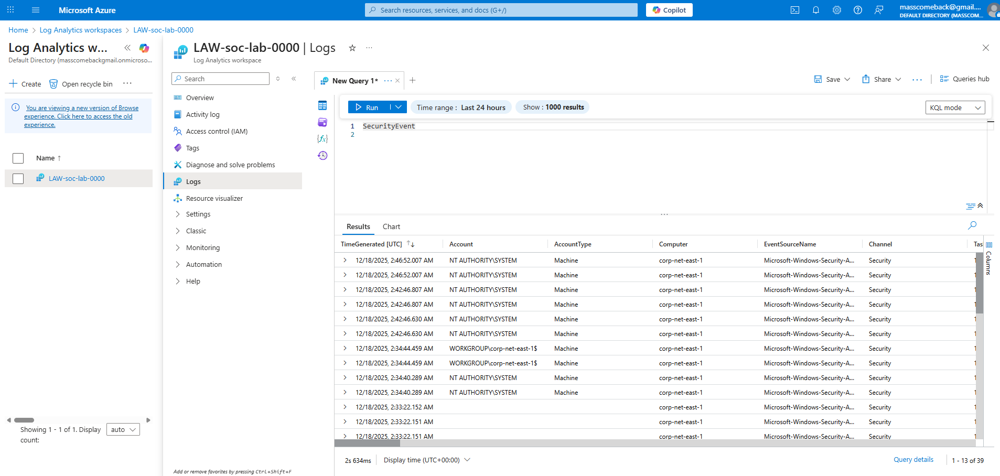 Microsoft Azure
Search resources, services, and docs (G+/)
Copilot
masscomeback@gmail....
DEFAULT DIRECTORY (MASSCOM...
Home > Log Analytics workspaces > LAW-soc-lab-0000
Log Analytics w...
Default Directory (masscomebackgmail.onmicroso...
Create
Open recycle bin
You are viewing a new version of Browse
experience. Click here to access the old
experience.
Name ↑
LAW-soc-lab-0000
Showing 1 - 1 of 1. Display
count:
auto
LAW-soc-lab-0000 | Logs
Log Analytics workspace
Search
Overview
Activity log
Access control (IAM)
Tags
Diagnose and solve problems
Logs
Resource visualizer
Settings
Classic
Monitoring
Automation
Help
Add or remove favorites by pressing Ctrl+Shift+F
New Query 1*
Save
Share
Queries hub
Run
Time range : Last 24 hours
Show : 1000 results
KQL mode
1 SecurityEvent
2
Results Chart
TimeGenerated [UTC] Account AccountType Computer EventSourceName Channel Tas
12/18/2025, 2:46:52.007 AM NT AUTHORITY\SYSTEM Machine corp-net-east-1 Microsoft-Windows-Security-A... Security 1
12/18/2025, 2:46:52.007 AM NT AUTHORITY\SYSTEM Machine corp-net-east-1 Microsoft-Windows-Security-A... Security 1
12/18/2025, 2:42:46.807 AM NT AUTHORITY\SYSTEM Machine corp-net-east-1 Microsoft-Windows-Security-A... Security 1
12/18/2025, 2:42:46.807 AM NT AUTHORITY\SYSTEM Machine corp-net-east-1 Microsoft-Windows-Security-A... Security 1
12/18/2025, 2:42:46.630 AM NT AUTHORITY\SYSTEM Machine corp-net-east-1 Microsoft-Windows-Security-A... Security 1
12/18/2025, 2:42:46.630 AM NT AUTHORITY\SYSTEM Machine corp-net-east-1 Microsoft-Windows-Security-A... Security 1
12/18/2025, 2:34:44.459 AM WORKGROUP\corp-net-east-1$ Machine corp-net-east-1 Microsoft-Windows-Security-A... Security 1
12/18/2025, 2:34:44.459 AM WORKGROUP\corp-net-east-1$ Machine corp-net-east-1 Microsoft-Windows-Security-A... Security 1
12/18/2025, 2:34:40.289 AM NT AUTHORITY\SYSTEM Machine corp-net-east-1 Microsoft-Windows-Security-A... Security 1
12/18/2025, 2:34:40.289 AM NT AUTHORITY\SYSTEM Machine corp-net-east-1 Microsoft-Windows-Security-A... Security 1
12/18/2025, 2:33:22.152 AM corp-net-east-1 Microsoft-Windows-Security-A... Security 1
12/18/2025, 2:33:22.151 AM corp-net-east-1 Microsoft-Windows-Security-A... Security 1
12/18/2025, 2:33:22.151 AM corp-net-east-1 Microsoft-Windows-Security-A... Security 1
Columns
2s 634ms
Display time (UTC+00:00)
Query details
1 - 13 of 39